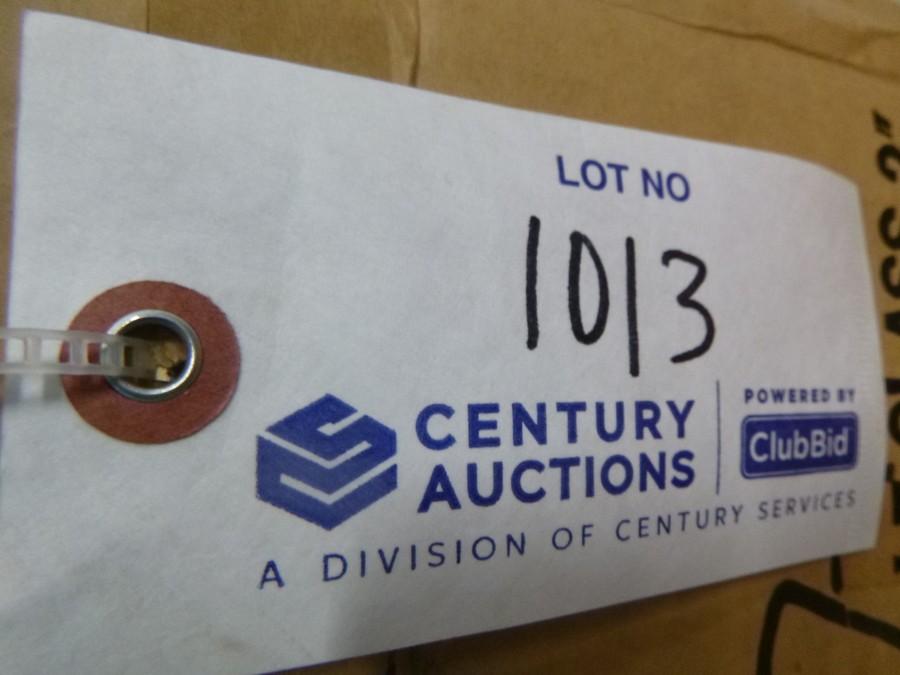 LOT NO
1013
CENTURY
AUCTIONS
POWERED BY
ClubBid
A DIVISION OF CENTURY SERVICES